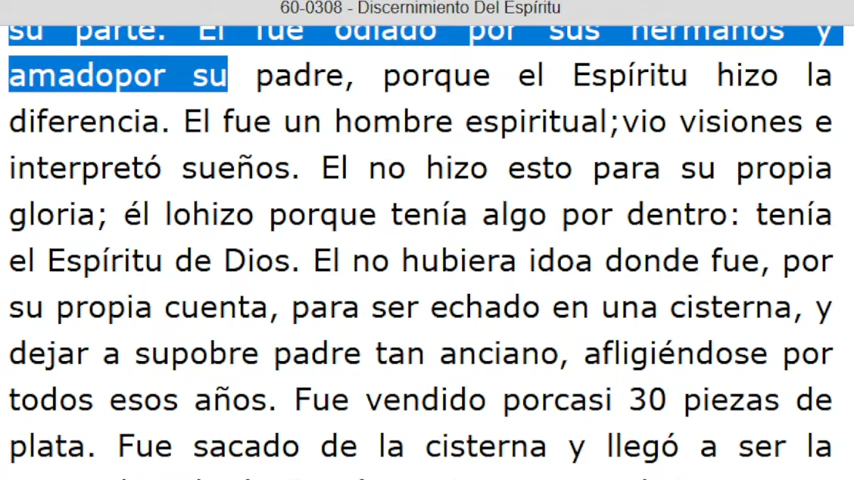 60-0308 - Discernimiento Del Espíritu
su parte. El fue odiado por sus hermanos y
amadopor su padre, porque el Espíritu hizo la
diferencia. El fue un hombre espiritual;vio visiones e
interpretó sueños. El no hizo esto para su propia
gloria; él lohizo porque tenía algo por dentro: tenía
el Espíritu de Dios. El no hubiera idoa donde fue, por
su propia cuenta, para ser echado en una cisterna, y
dejar a supobre padre tan anciano, afligiéndose por
todos esos años. Fue vendido porcasi 30 piezas de
plata. Fue sacado de la cisterna y llegó a ser la